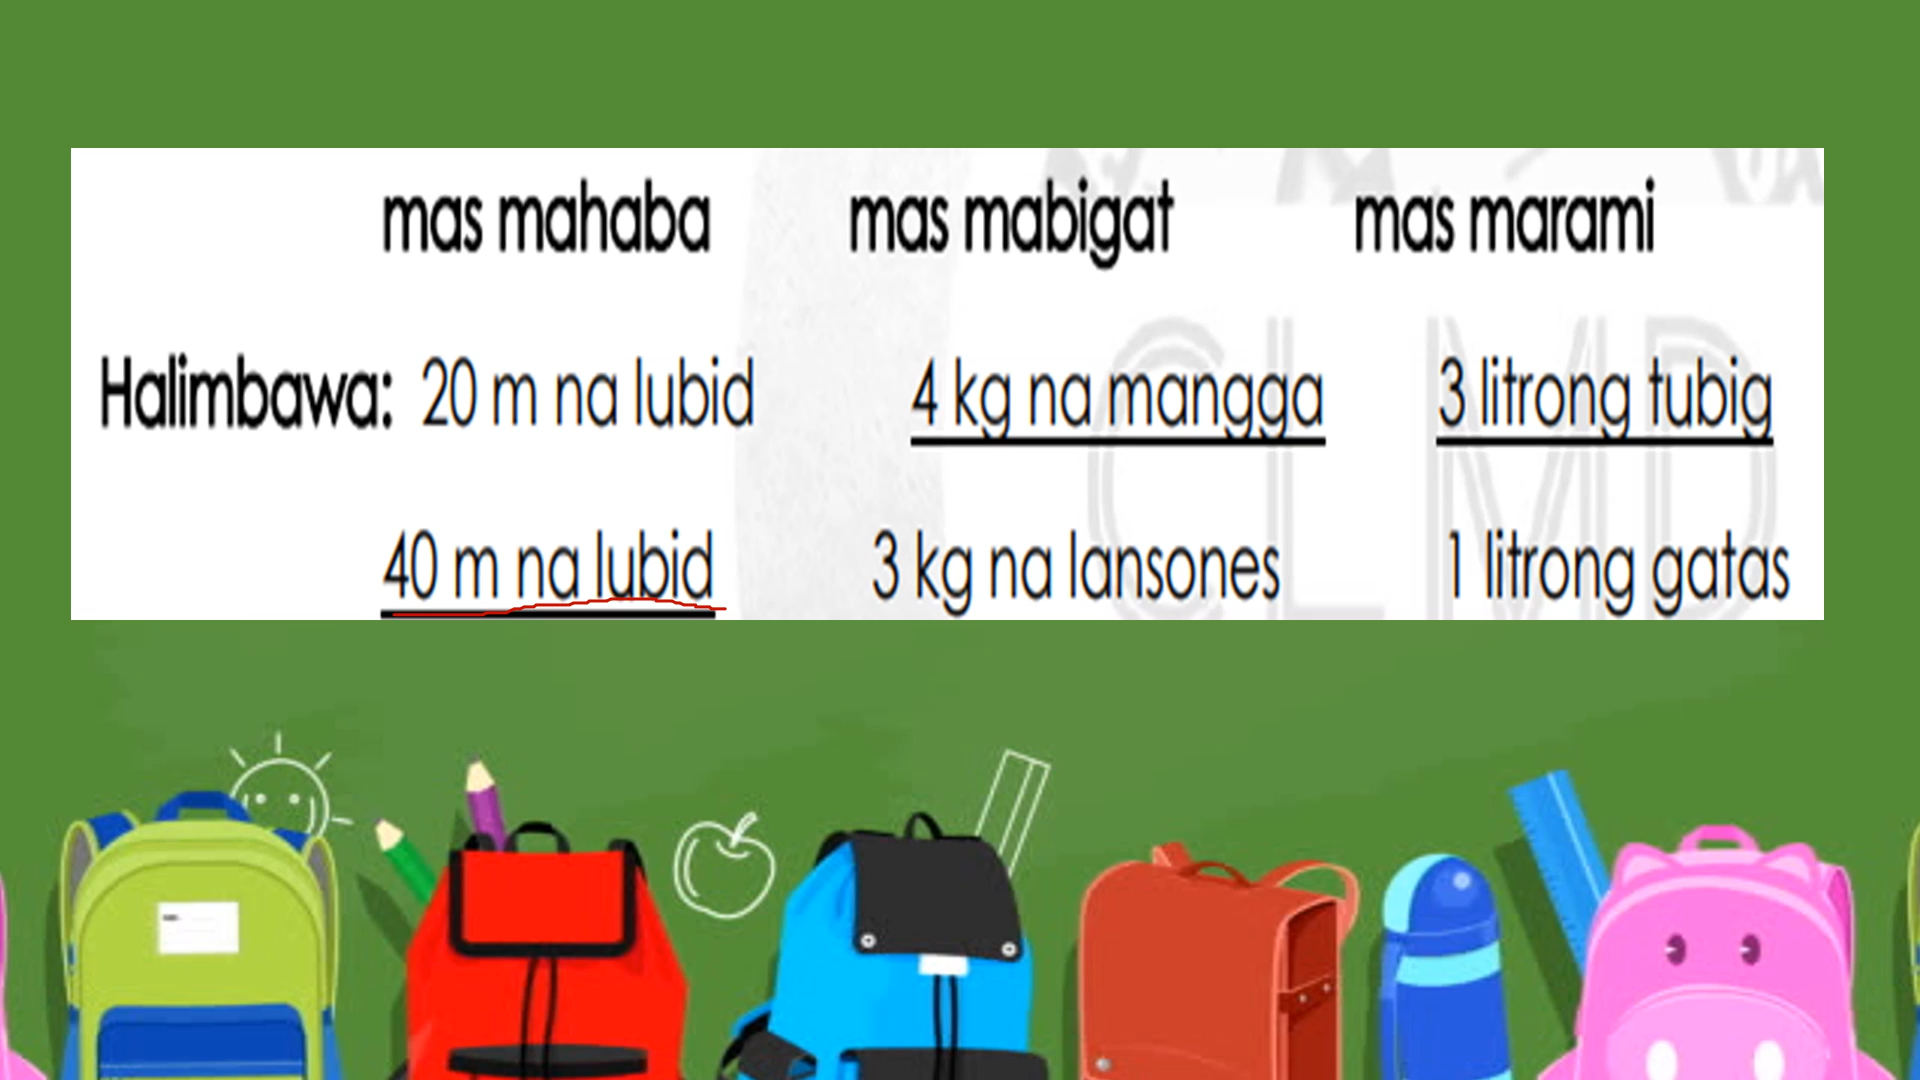 mas mahaba mas mabigat mas marami
Halimbawa: 20 m na lubid 4 kg na mangga 3 litrong tubig
40 m na lubid 3 kg na lansones 1 litrong gatas
CLMD